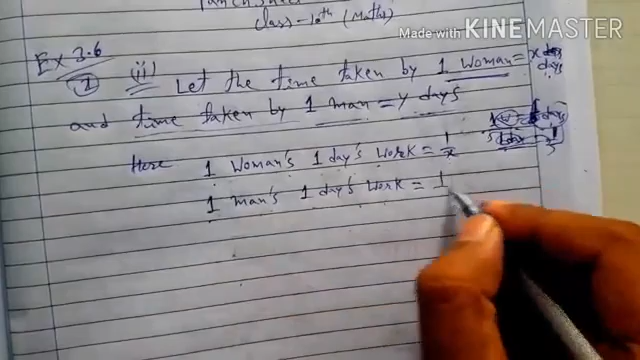 Made with KINEMASTER
Class - 10th (Maths)
Ex 3.6
2 (ii) Let the time taken by 1 woman = x days
days
and time taken by 1 man = y days
Here 1 woman's 1 day's work = 1/x
1 man's 1 day's work = 1